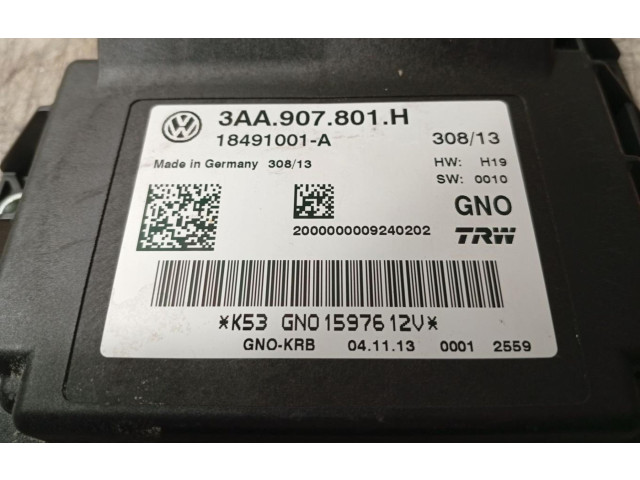 3AA.907.801.H
18491001-A
308/13
Made in Germany 308/13
HW: H19
SW: 0010
GNO
2000000009240202
TRW
*K53 GNO1597612V*
GNO-KRB 04.11.13 0001 2559